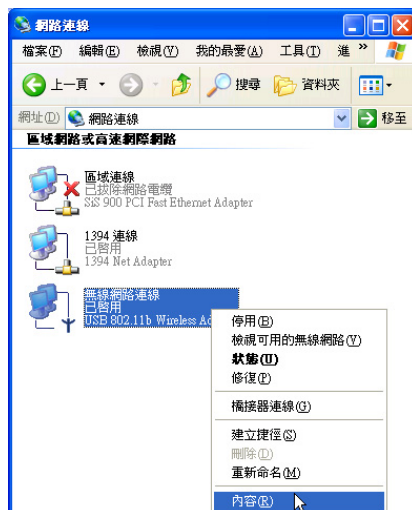 網路連線
檔案(F) 編輯(E) 檢視(V) 我的最愛(A) 工具(T) 進 »
上一頁 搜尋 資料夾
網址(D) 網路連線 移至
區域網路或高速網際網路
區域連線
已拔除網路電纜
SiS 900 PCI Fast Ethernet Adapter
1394 連線
已啓用
1394 Net Adapter
無線網路連線
已啓用
USB 802.11b Wireless Ad
停用(B)
檢視可用的無線網路(V)
狀態(U)
修復(P)
橋接器連線(G)
建立捷徑(S)
刪除(D)
重新命名(M)
內容(R)